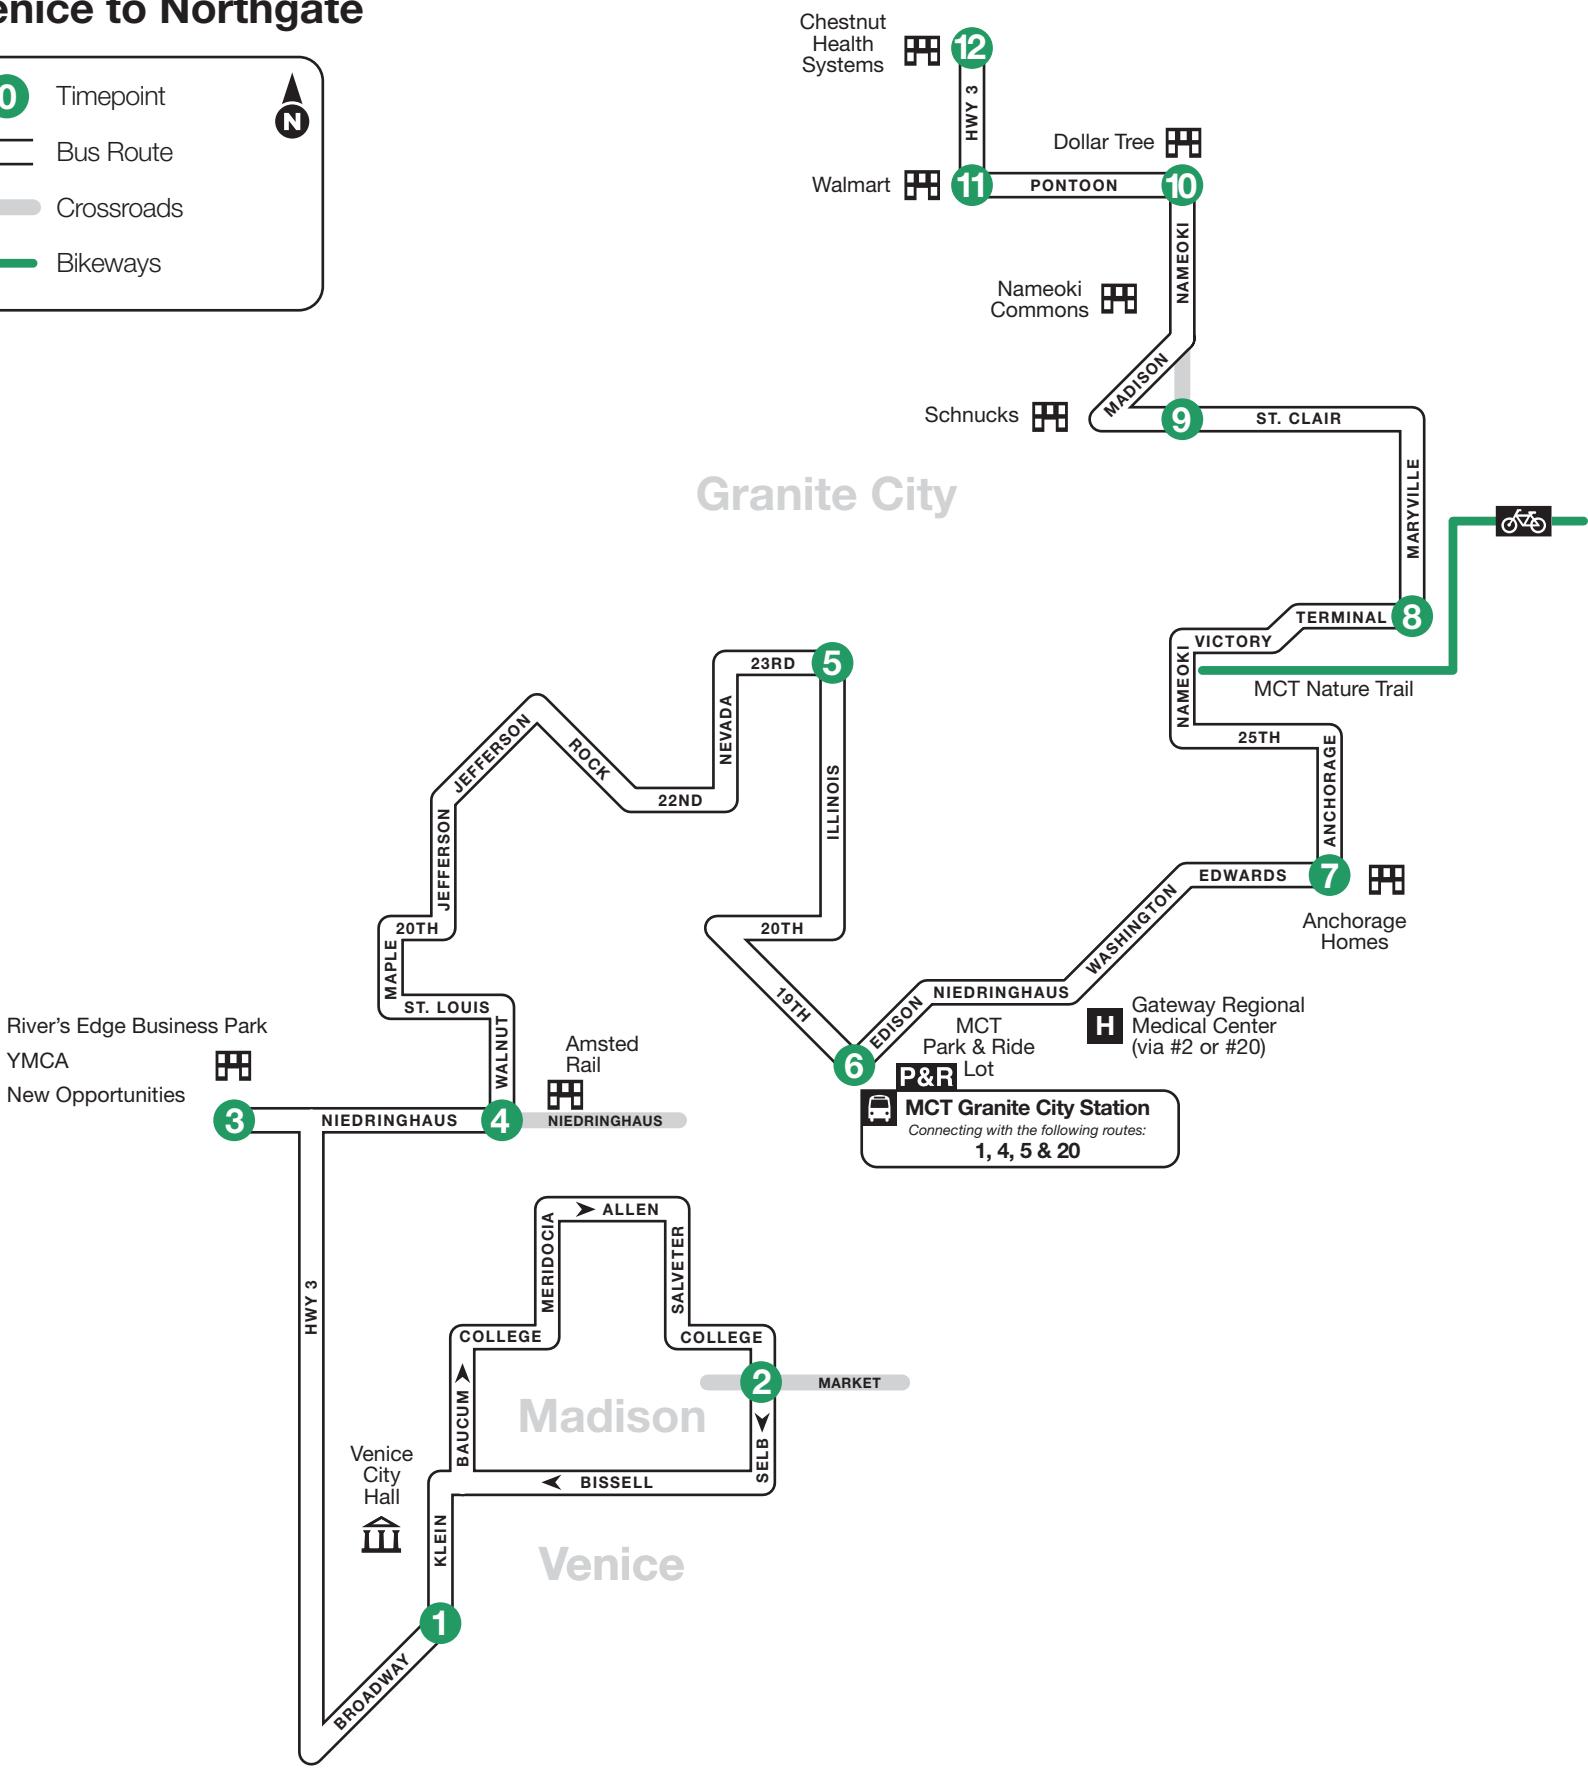 enice to Northgate
0 Timepoint
N
Bus Route
Crossroads
Bikeways
Chestnut
Health
Systems
12
HWY 3
Dollar Tree
Walmart
11
PONTOON
10
NAMEOKI
Nameoki
Commons
MADISON
Schnucks
9
ST. CLAIR
Granite City
MARYVILLE
TERMINAL
8
VICTORY
NAMEOKI
MCT Nature Trail
25TH
ANCHORAGE
23RD
5
NEVADA
JEFFERSON
ROCK
22ND
ILLINOIS
JEFFERSON
EDWARDS
7
Anchorage
Homes
WASHINGTON
20TH
20TH
MAPLE
19TH
NIEDRINGHAUS
EDISON
ST. LOUIS
WALNUT
H
Gateway Regional
Medical Center
(via #2 or #20)
MCT
Park & Ride
Lot
6
P&R
MCT Granite City Station
Connecting with the following routes:
1, 4, 5 & 20
River's Edge Business Park
YMCA
New Opportunities
Amsted
Rail
3
NIEDRINGHAUS
4
NIEDRINGHAUS
ALLEN
MERIDOCIA
SALVETER
HWY 3
COLLEGE
COLLEGE
2
MARKET
BAUCUM
Madison
SELB
Venice
City
Hall
BISSELL
KLEIN
Venice
1
BROADWAY